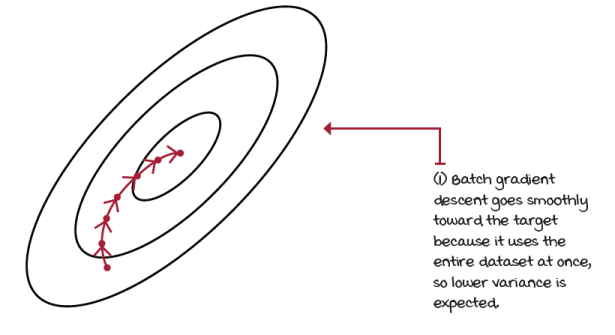 (1) Batch gradient
descent goes smoothly
toward the target
because it uses the
entire dataset at once,
so lower variance is
expected.